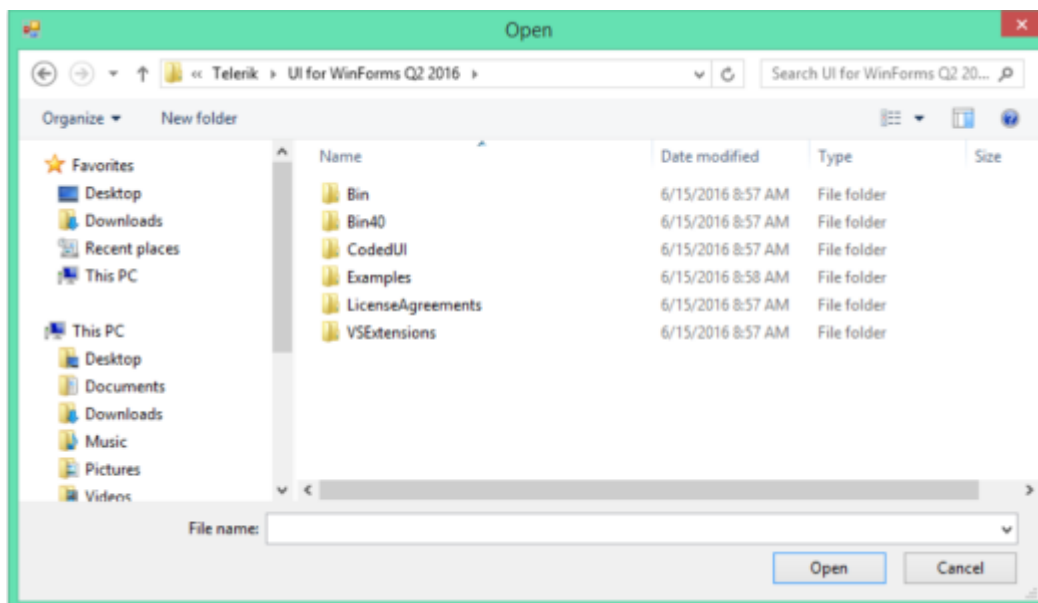 Open
« Telerik › UI for WinForms Q2 2016 ›
Search UI for WinForms Q2 20...
Organize
New folder
Name
Date modified
Type
Size
Favorites
Desktop
Downloads
Recent places
This PC
This PC
Desktop
Documents
Downloads
Music
Pictures
Videos
Bin 6/15/2016 8:57 AM File folder
Bin40 6/15/2016 8:57 AM File folder
CodedUI 6/15/2016 8:57 AM File folder
Examples 6/15/2016 8:58 AM File folder
LicenseAgreements 6/15/2016 8:57 AM File folder
VSExtensions 6/15/2016 8:57 AM File folder
File name:
Open
Cancel